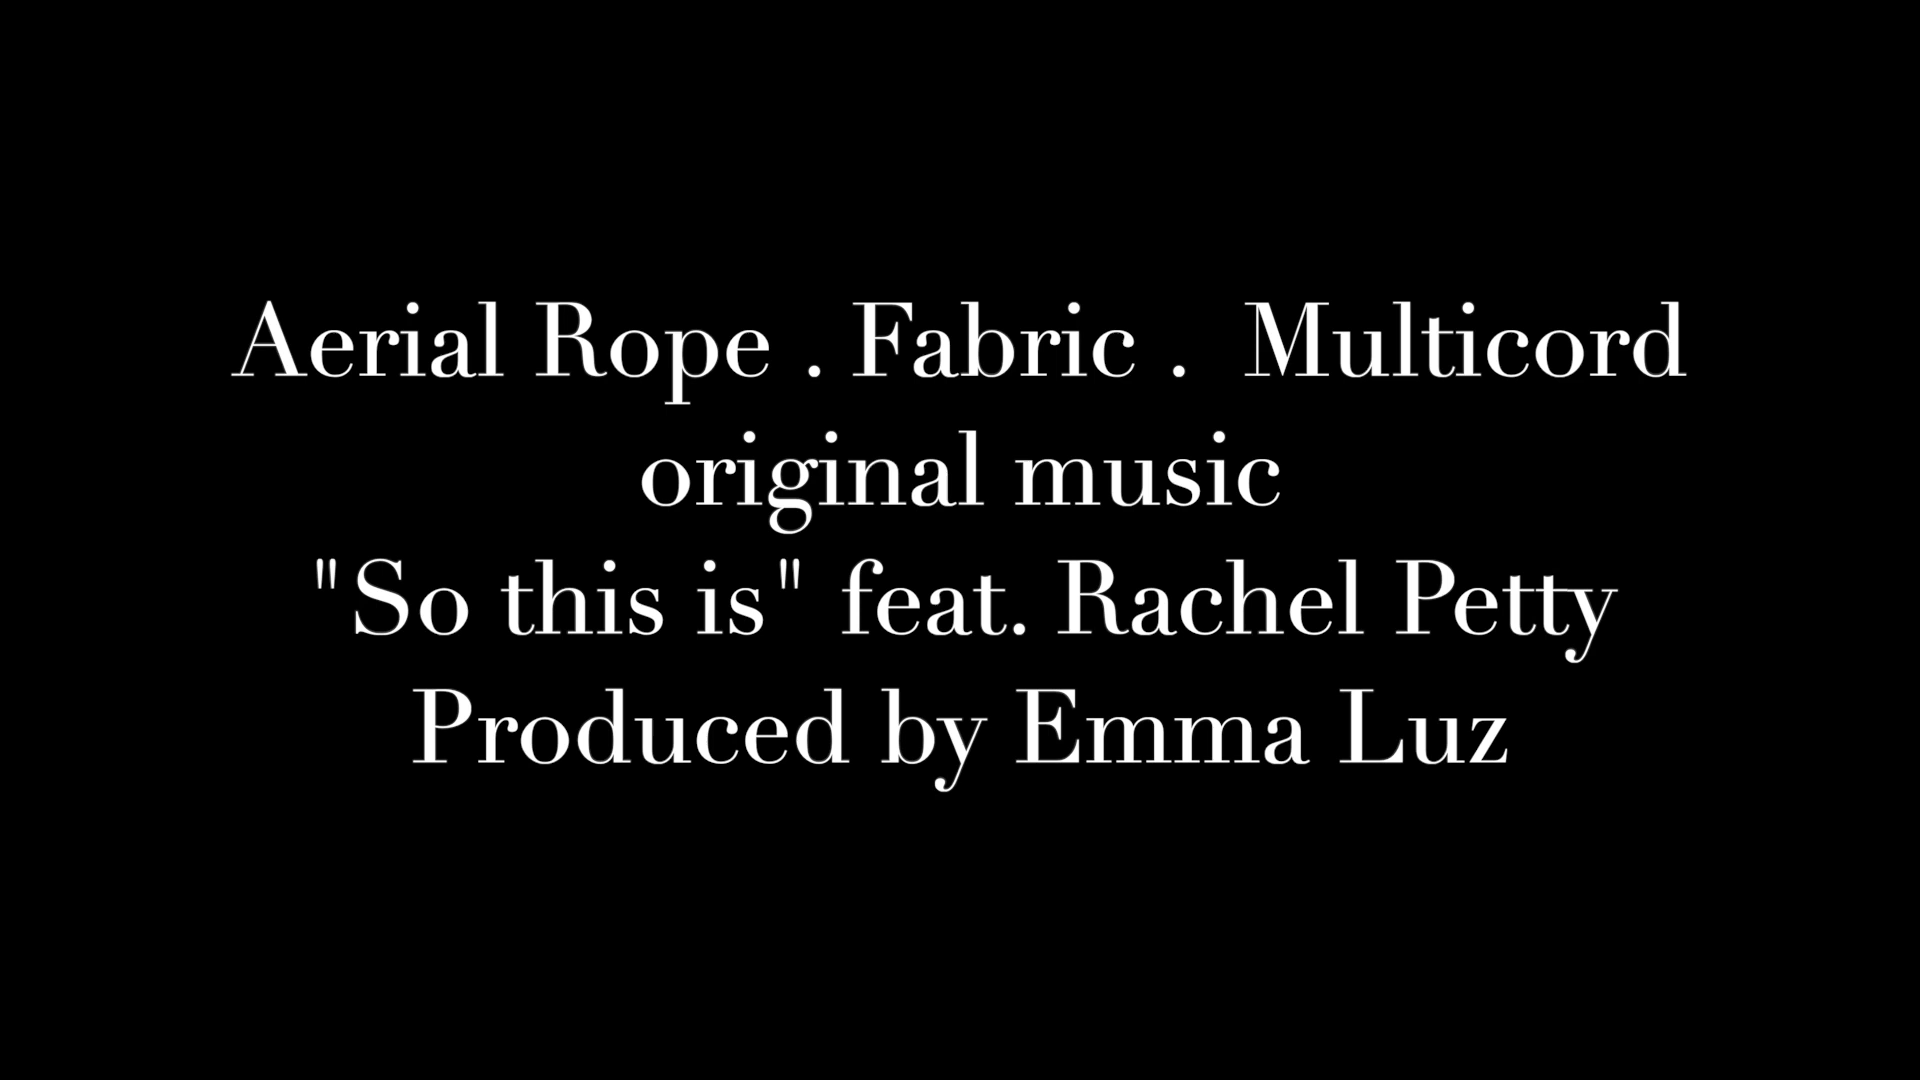 Aerial Rope . Fabric .  Multicord
original music
"So this is" feat. Rachel Petty
Produced by Emma Luz